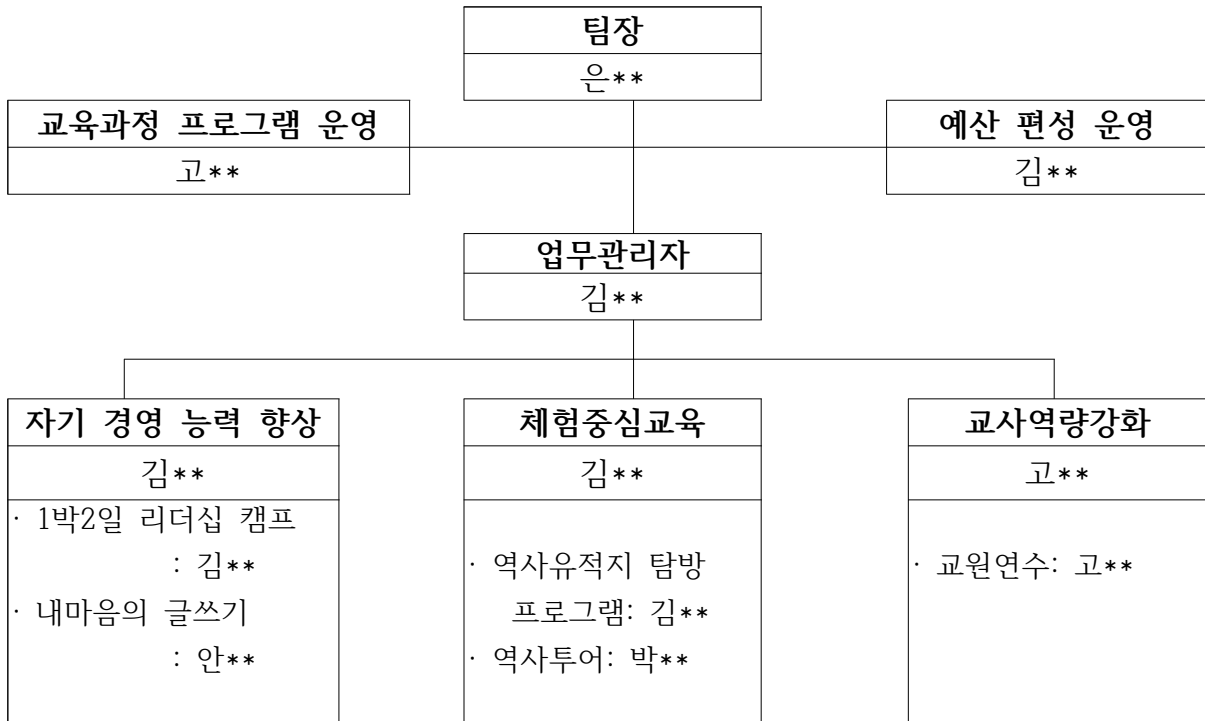 팀장
은**
교육과정 프로그램 운영
고**
예산 편성 운영
김**
업무관리자
김**
자기 경영 능력 향상
김**
· 1박2일 리더십 캠프
: 김**
· 내마음의 글쓰기
: 안**
체험중심교육
김**
· 역사유적지 탐방
프로그램: 김**
· 역사투어: 박**
교사역량강화
고**
· 교원연수: 고**